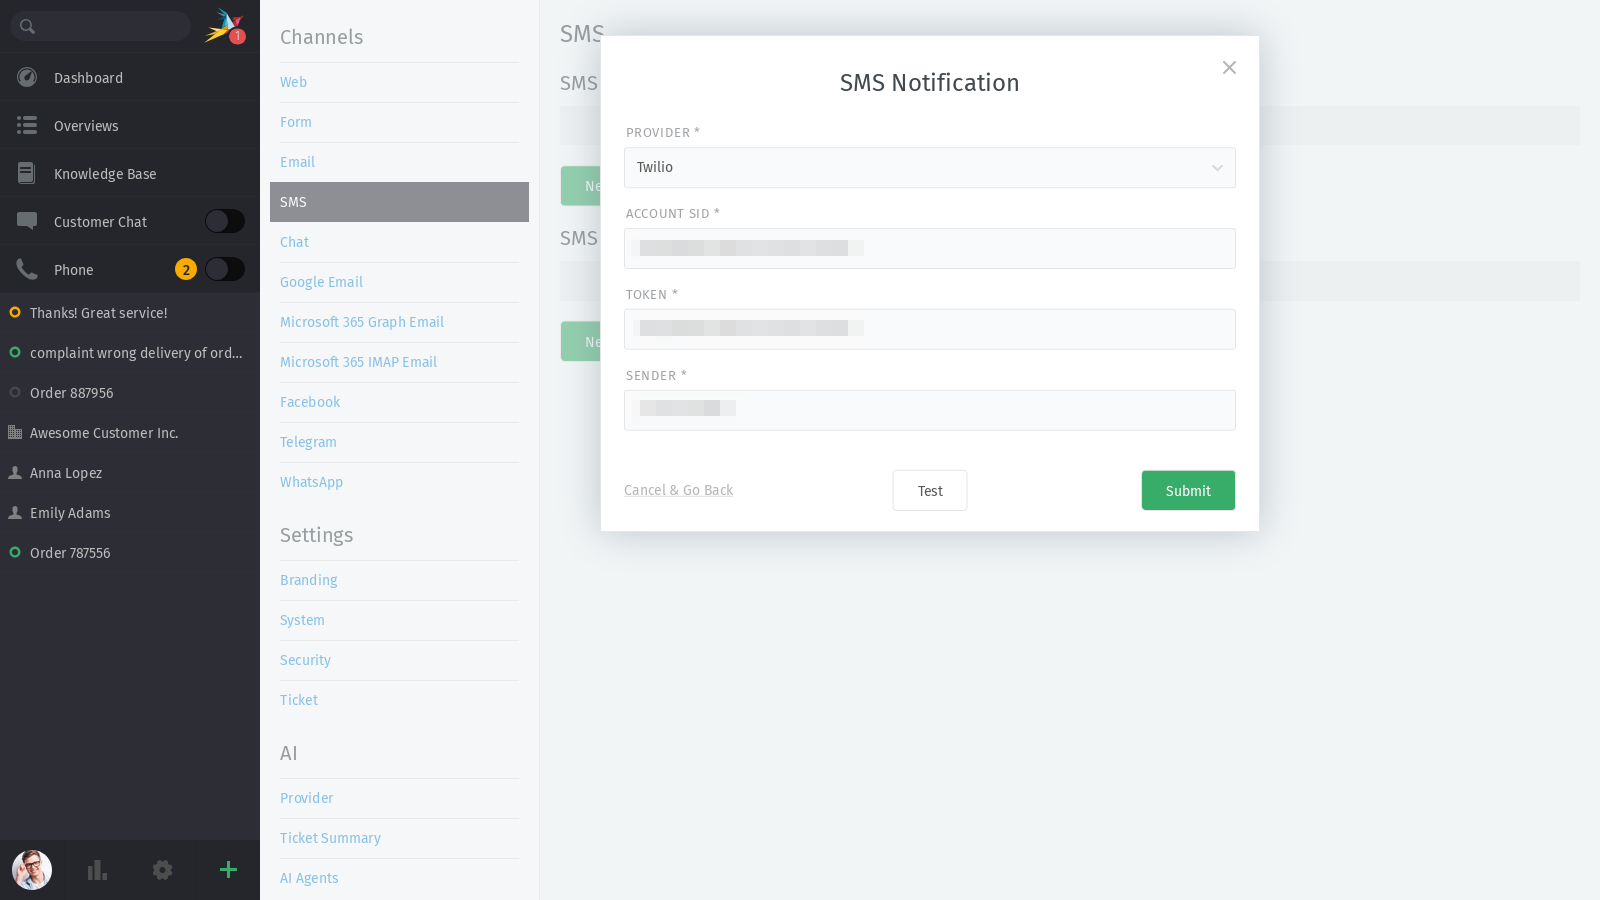 1
Dashboard
Overviews
Knowledge Base
Customer Chat
Phone
2
Thanks! Great service!
complaint wrong delivery of ord...
Order 887956
Awesome Customer Inc.
Anna Lopez
Emily Adams
Order 787556
Channels
Web
Form
Email
SMS
Chat
Google Email
Microsoft 365 Graph Email
Microsoft 365 IMAP Email
Facebook
Telegram
WhatsApp
Settings
Branding
System
Security
Ticket
AI
Provider
Ticket Summary
AI Agents
SMS
SMS
Ne
SMS
Ne
SMS Notification
PROVIDER *
Twilio
ACCOUNT SID *
TOKEN *
SENDER *
Cancel & Go Back
Test
Submit